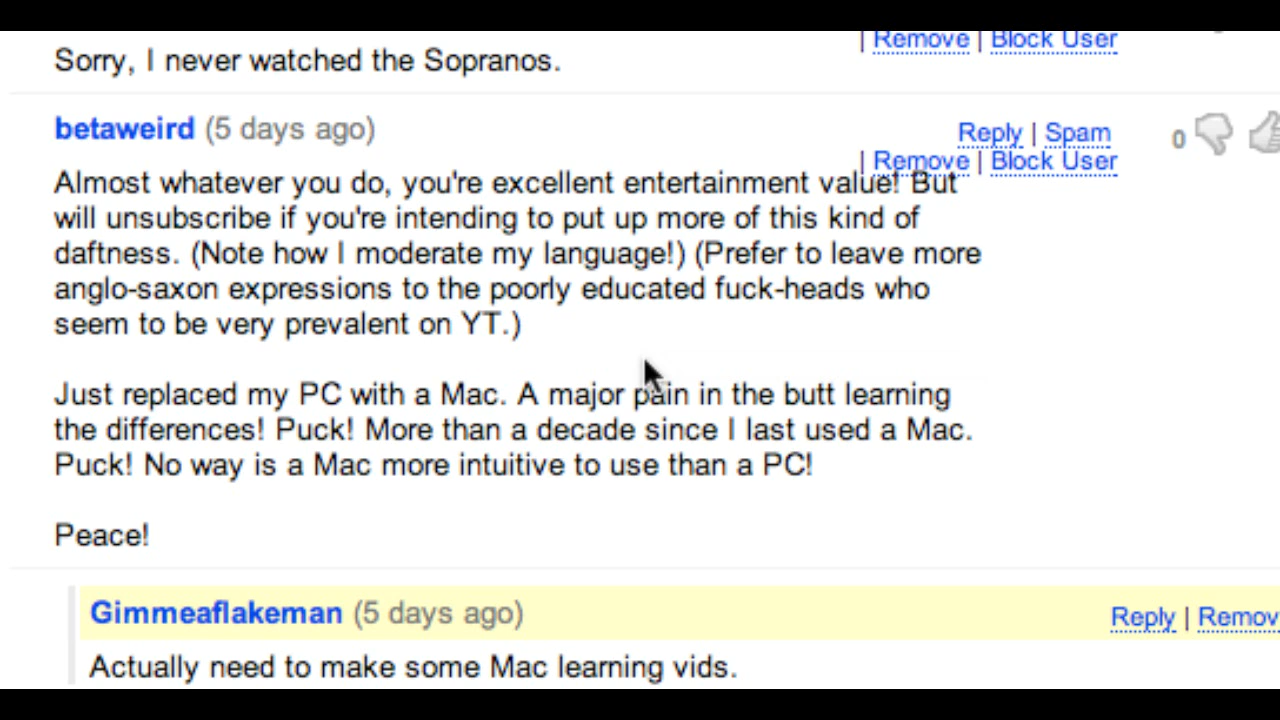 | Remove | Block User
Sorry, I never watched the Sopranos.
betaweird (5 days ago)
Reply | Spam
0
| Remove | Block User
Almost whatever you do, you're excellent entertainment value! But
will unsubscribe if you're intending to put up more of this kind of
daftness. (Note how I moderate my language!) (Prefer to leave more
anglo-saxon expressions to the poorly educated fuck-heads who
seem to be very prevalent on YT.)
Just replaced my PC with a Mac. A major pain in the butt learning
the differences! Puck! More than a decade since I last used a Mac.
Puck! No way is a Mac more intuitive to use than a PC!
Peace!
Gimmeaflakeman (5 days ago)
Reply | Remov
Actually need to make some Mac learning vids.